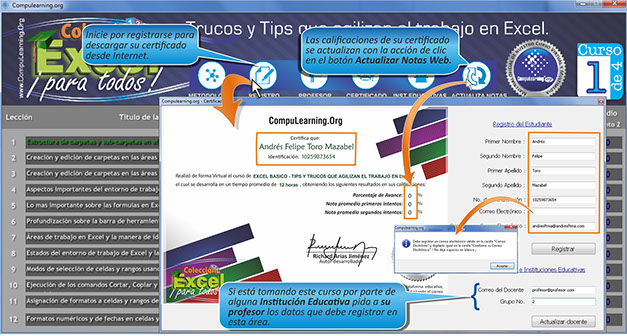 Compulearning.Org
Trucos y Tips que agilizan el trabajo en Excel.
Inicie por registrarse para
descargar su certificado
desde Internet.
Las calificaciones de su certificado
se actualizan con la acción de clic
en el botón Actualizar Notas Web.
www.CompuLearning.Org
Colección
Excel
¡para todos!
Curso
1
de 4
REGISTRO
PROFESOR
CERTIFICADO
INST. EDUCATIVAS
ACTUALIZA NOTAS
Lección
Título de la
1 Estructura de carpetas y sub-carpetas en el
2 Creación y edición de carpetas en las áreas
3 Creación y edición de carpetas en las áreas
4 Aspectos importantes del entorno de trabajo
5 Lo mas importante sobre las formulas en Ex
6 Profundización sobre la barra de herramien
7 Áreas de trabajo en Excel y la manera de Id
8 Estados del entorno de trabajo de Excel y la
9 Modos de selección de celdas y rangos usan
10 Ejecución de los comandos Cortar, Copiar y
11 Asignación de formatos a celdas y rangos de
12 Formatos numéricos y de fechas en celdas y
Compulearning.org - Certificado
CompuLearning.Org
Certifica que:
Andrés Felipe Toro Mazabel
Identificación: 10259873654
Realizó de forma Virtual el curso de EXCEL BASICO - TIPS Y TRUCOS QUE AGILIZAN EL TRABAJO EN EXCEL
el cual se desarrolla en un tiempo promedio de 12 horas , obteniendo los siguientes resultados en sus calificaciones:
Porcentaje de Avance: 0 %
Nota promedio primeros intentos: 0 %
Nota promedio segundos intentos: 0 %
Richard Arias Jiménez
Autor desarrollador
Colección
Excel
¡para todos!
Registro del Estudiante
Primer Nombre : Andrés
Segundo Nombre : Felipe
Primer Apellido : Toro
Segundo Apellido : Mazabel
10259873654
Correo Electrónico
andresfhoa@andresfhoa.com
Registrar
Compulearning.org
Debe registrar un correo electrónico válido en la casilla "Correo
Electrónico" y digitarlo igual en la casilla "Confirme su Correo
Electrónico".
Aceptar
e Instituciones Educativas
Correo del Docente : profesor@profesor.com
Grupo No. : 2
Actualizar docente
Si está tomando este curso por parte de
alguna Institución Educativa pida a
su profesor los datos que debe registrar en
esta área.